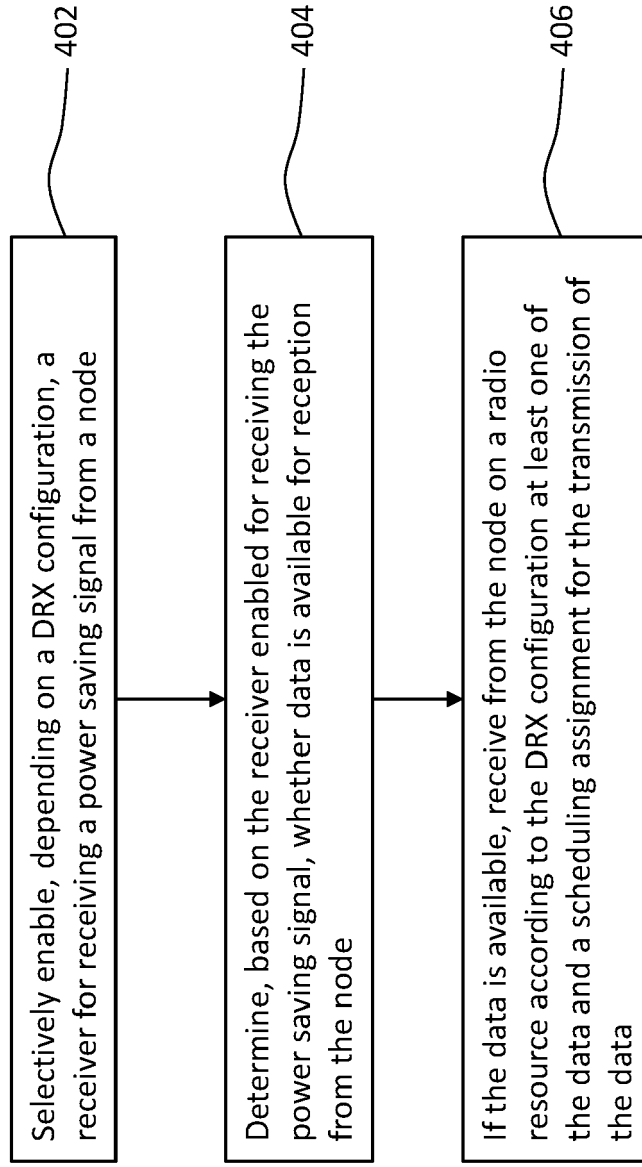 Selectively enable, depending on a DRX configuration, a
receiver for receiving a power saving signal from a node
402
Determine, based on the receiver enabled for receiving the
power saving signal, whether data is available for reception
from the node
404
If the data is available, receive from the node on a radio
resource according to the DRX configuration at least one of
the data and a scheduling assignment for the transmission of
the data
406